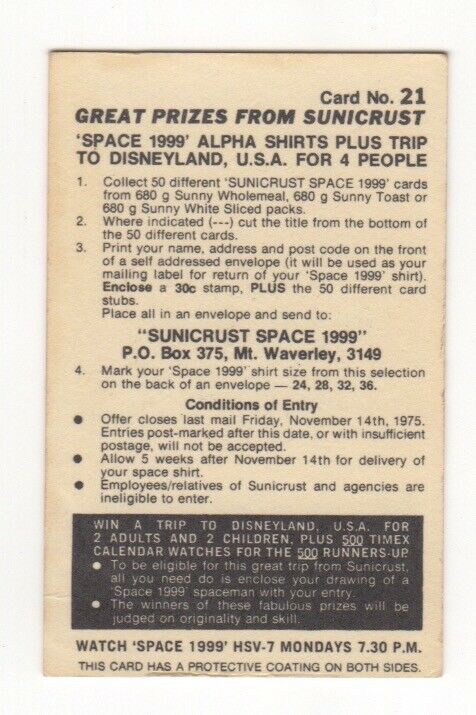 Card No. 21
GREAT PRIZES FROM SUNICRUST
'SPACE 1999' ALPHA SHIRTS PLUS TRIP
TO DISNEYLAND, U.S.A. FOR 4 PEOPLE
1. Collect 50 different 'SUNICRUST SPACE 1999' cards
from 680 g Sunny Wholemeal, 680 g Sunny Toast or
680 g Sunny White Sliced packs.
2. Where indicated (---) cut the title from the bottom of
the 50 different cards.
3. Print your name, address and post code on the front
of a self addressed envelope (it will be used as your
mailing label for return of your 'Space 1999' shirt).
Enclose a 30c stamp, PLUS the 50 different card
stubs.
Place all in an envelope and send to:
"SUNICRUST SPACE 1999"
P.O. Box 375, Mt. Waverley, 3149
4. Mark your 'Space 1999' shirt size from this selection
on the back of an envelope — 24, 28, 32, 36.
Conditions of Entry
● Offer closes last mail Friday, November 14th, 1975.
Entries post-marked after this date, or with insufficient
postage, will not be accepted.
● Allow 5 weeks after November 14th for delivery of
your space shirt.
● Employees/relatives of Sunicrust and agencies are
ineligible to enter.
WIN A TRIP TO DISNEYLAND, U.S.A. FOR
2 ADULTS AND 2 CHILDREN, PLUS 500 TIMEX
CALENDAR WATCHES FOR THE 500 RUNNERS-UP
● To be eligible for this great trip from Sunicrust,
all you need do is enclose your drawing of a
'Space 1999' spaceman with your entry.
● The winners of these fabulous prizes will be
judged on originality and skill.
WATCH 'SPACE 1999' HSV-7 MONDAYS 7.30 P.M.
THIS CARD HAS A PROTECTIVE COATING ON BOTH SIDES.